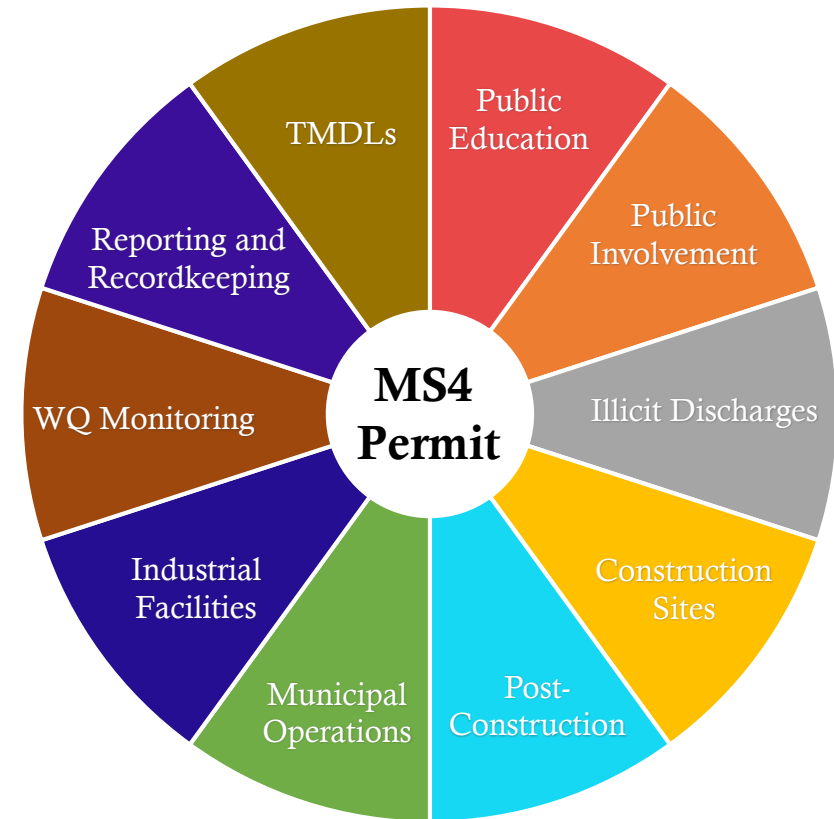 Public
Education
Public
Involvement
Illicit Discharges
Construction
Sites
Post-
Construction
Municipal
Operations
Industrial
Facilities
WQ Monitoring
Reporting and
Recordkeeping
TMDLs
MS4
Permit